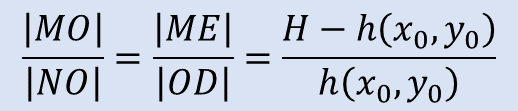 |MO| / |NO| = |ME| / |OD| = (H − h(x₀, y₀)) / h(x₀, y₀)